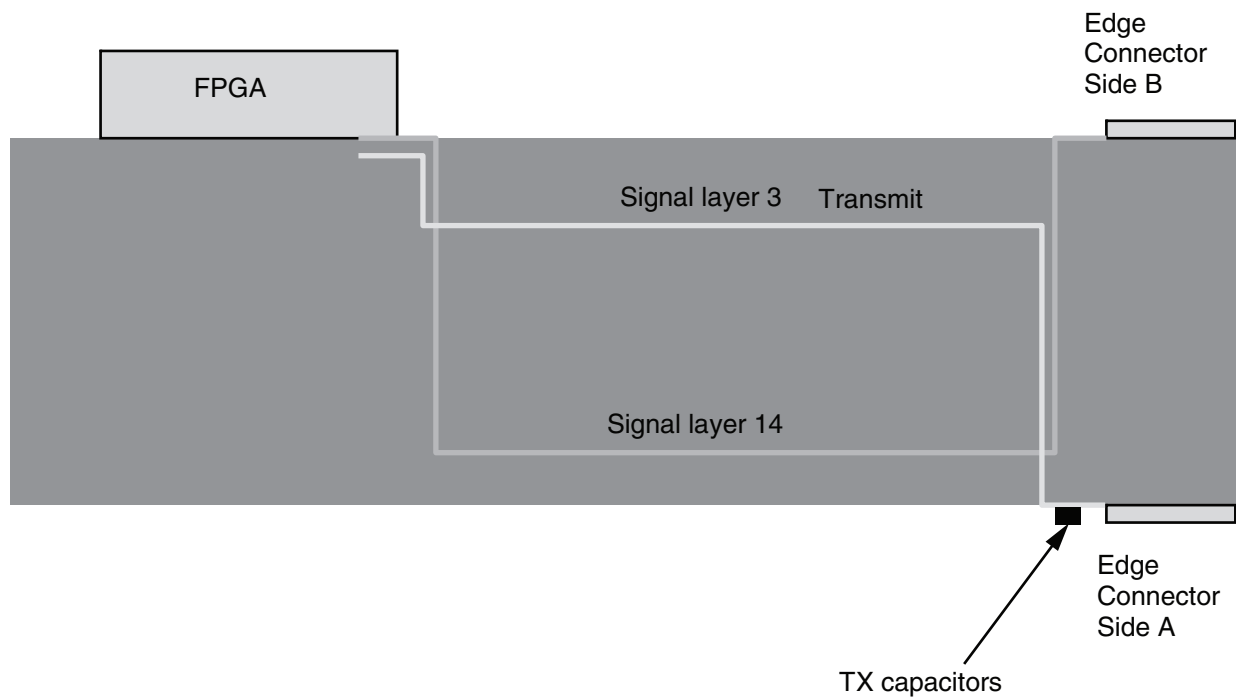 Edge
Connector
Side B
FPGA
Signal layer 3 Transmit
Signal layer 14
Edge
Connector
Side A
TX capacitors